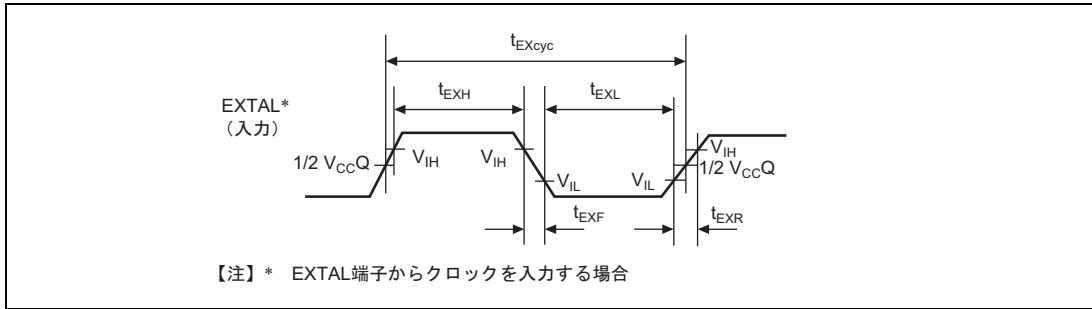 tEXcyc
tEXH
tEXL
EXTAL*
（入力）
1/2 VCCQ
VIH
VIH
VIL
VIL
VIH
1/2 VCCQ
tEXF
tEXR
【注】* EXTAL端子からクロックを入力する場合